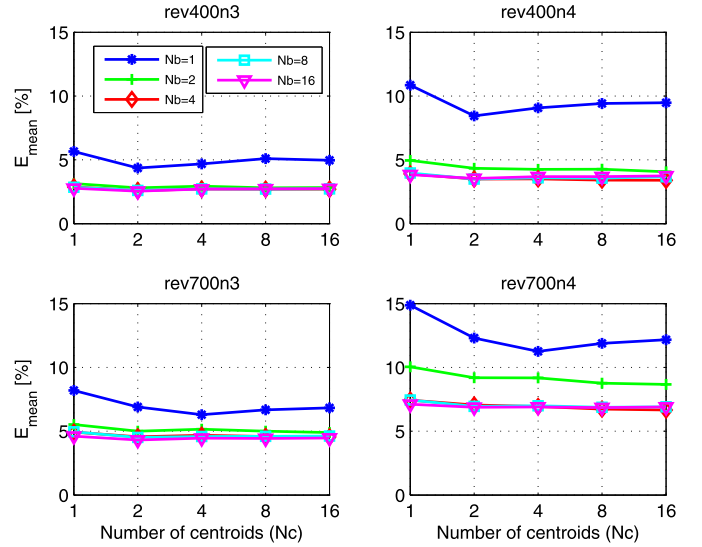 rev400n3
rev400n4
15
10
5
0
E_mean [%]
Nb=1
Nb=2
Nb=4
Nb=8
Nb=16
1 2 4 8 16
15
10
5
0
1 2 4 8 16
rev700n3
rev700n4
15
10
5
0
E_mean [%]
1 2 4 8 16
Number of centroids (Nc)
15
10
5
0
1 2 4 8 16
Number of centroids (Nc)